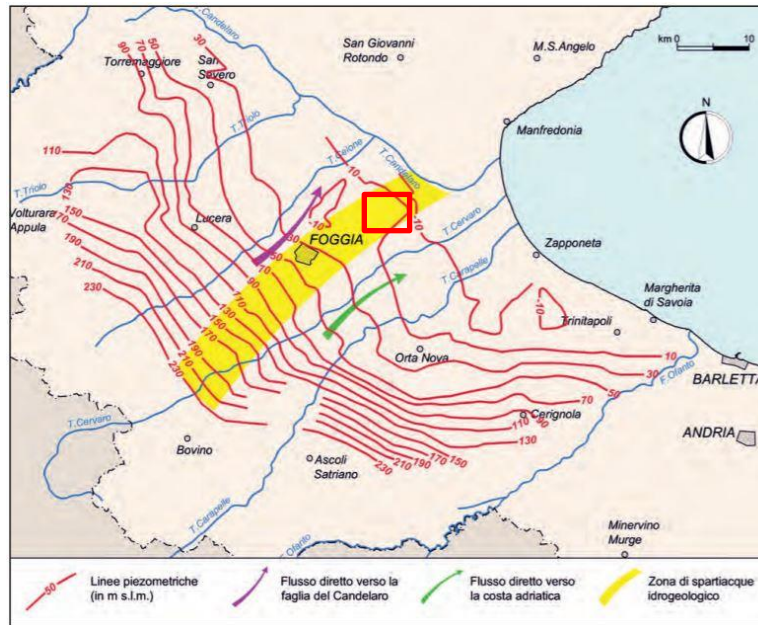 T.Candelaro
San Giovanni
Rotondo
M.S.Angelo
km 0 10
90
70
50
30
Torremaggiore
San
Severo
N
T.Triolo
Manfredonia
110
T.Salone
T.Candelaro
-10
130
T.Triolo
Volturara
Appula
150
170
190
210
230
Lucera
-10
-10
T.Cervaro
FOGGIA
30
50
70
90
110
130
150
170
190
210
230
Zapponeta
T.Carapelle
Margherita
di Savoia
-10
Trinitapoli
Orta Nova
10
30
50
70
F.Ofanto
BARLETTA
Cerignola
90
110
130
ANDRIA
T.Cervaro
Bovino
Ascoli
Satriano
150
170
190
210
230
T.Carapelle
F.Ofanto
Minervino
Murge
50
Linee piezometriche
(in m s.l.m.)
Flusso diretto verso la
faglia del Candelaro
Flusso diretto verso
la costa adriatica
Zona di spartiacque
idrogeologico